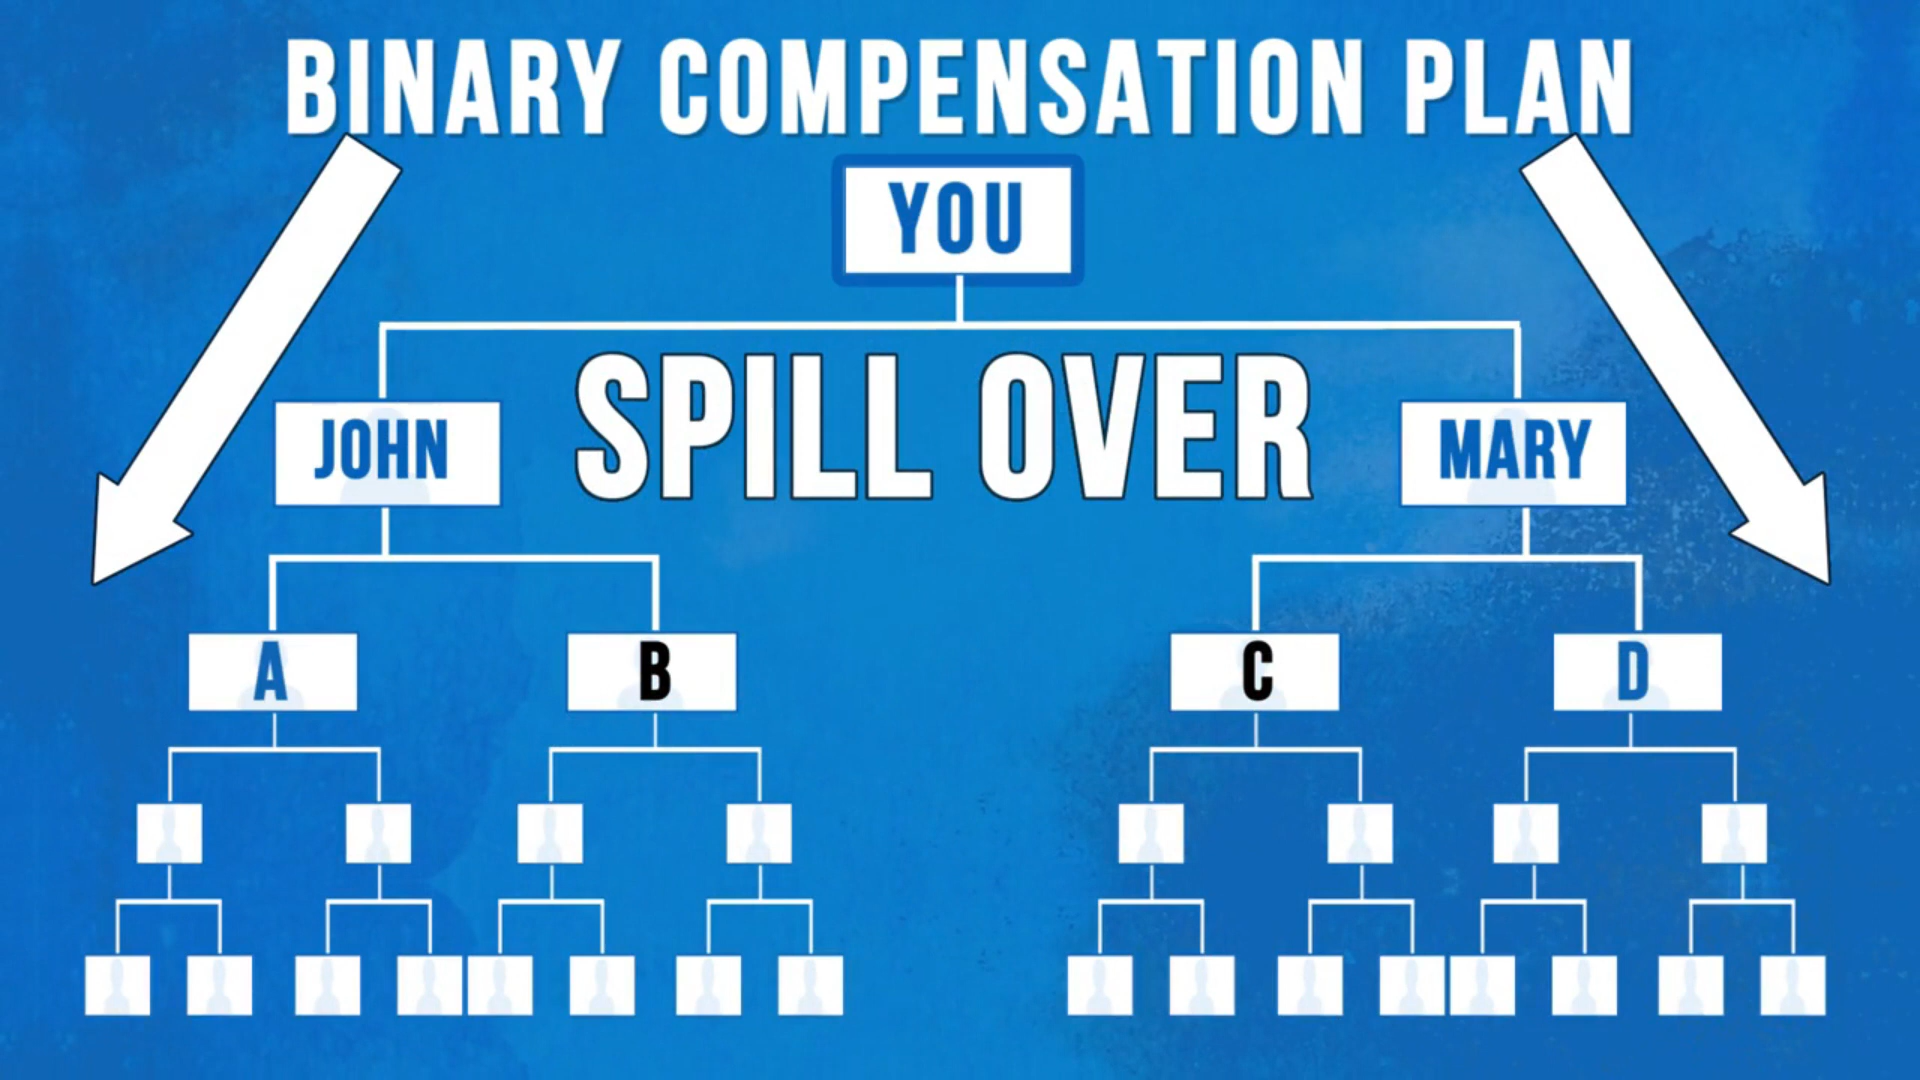 BINARY COMPENSATION PLAN
YOU
SPILL OVER
JOHN
MARY
A
B
C
D